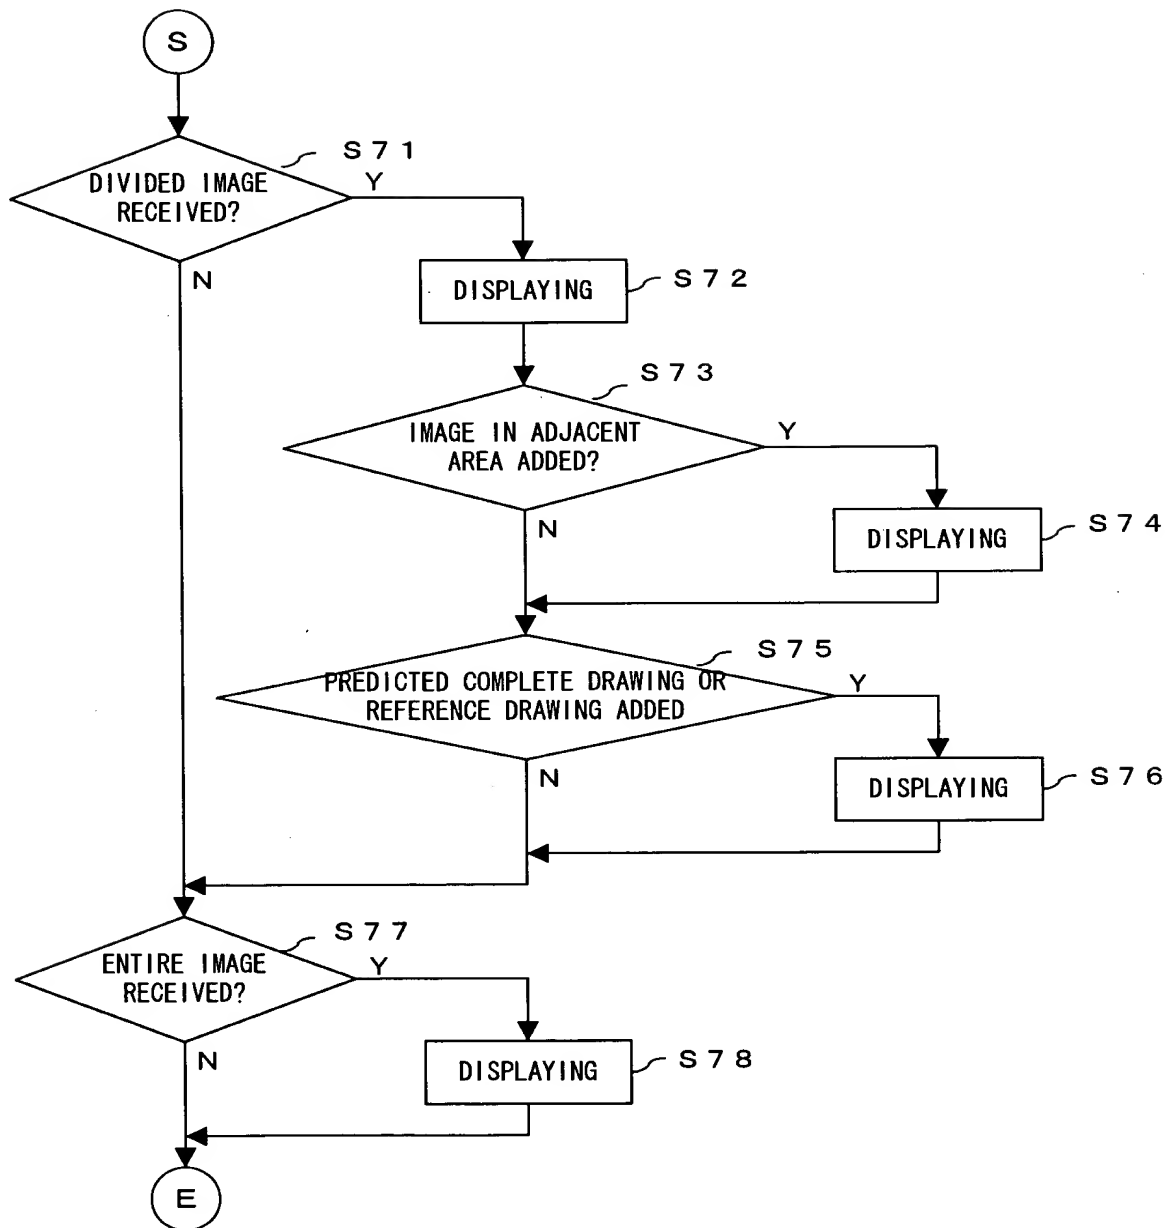 S
S71
DIVIDED IMAGE
RECEIVED?
Y
N
DISPLAYING
S72
S73
IMAGE IN ADJACENT
AREA ADDED?
Y
N
DISPLAYING
S74
S75
PREDICTED COMPLETE DRAWING OR
REFERENCE DRAWING ADDED
Y
N
DISPLAYING
S76
S77
ENTIRE IMAGE
RECEIVED?
Y
N
DISPLAYING
S78
E